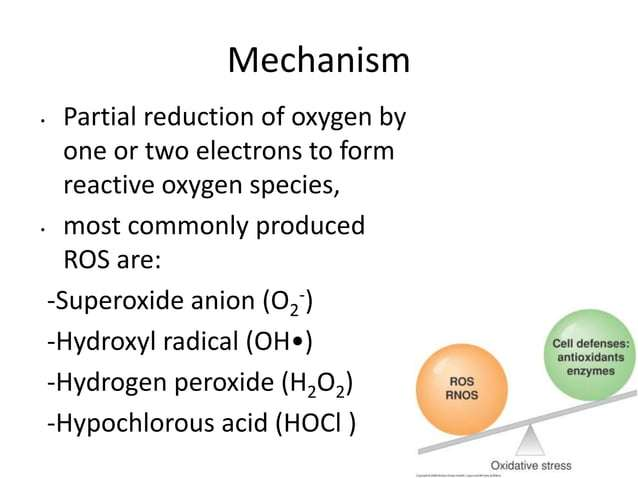 Mechanism
• Partial reduction of oxygen by
one or two electrons to form
reactive oxygen species,
• most commonly produced
ROS are:
-Superoxide anion (O₂⁻)
-Hydroxyl radical (OH•)
-Hydrogen peroxide (H₂O₂)
-Hypochlorous acid (HOCl )
Cell defenses:
antioxidants
enzymes
ROS
RNOS
Oxidative stress